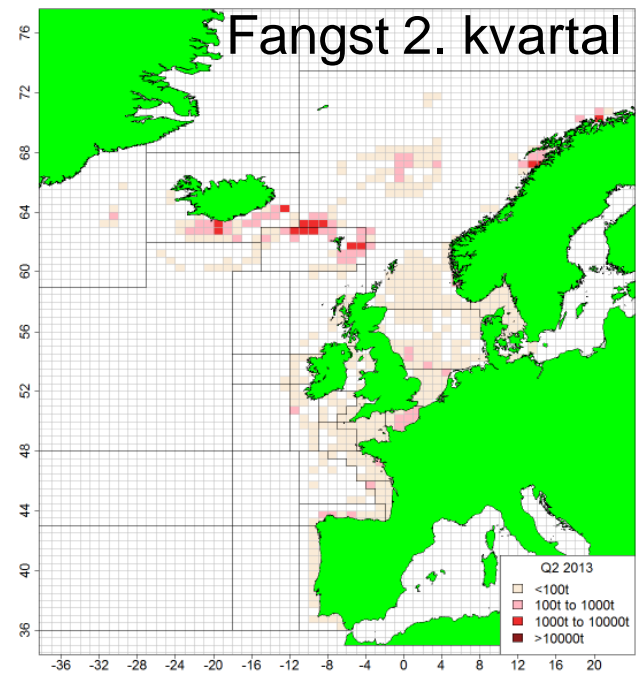 Fangst 2. kvartal
76
72
68
64
60
56
52
48
44
40
36
Q2 2013
<100t
100t to 1000t
1000t to 10000t
>10000t
-36 -32 -28 -24 -20 -16 -12 -8 -4 0 4 8 12 16 20